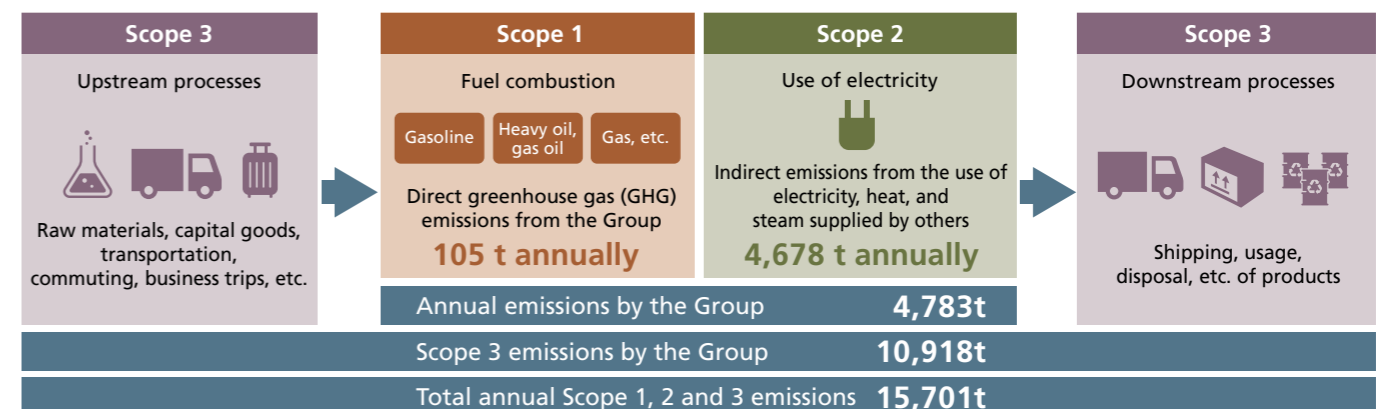 Scope 3
Upstream processes
Raw materials, capital goods,
transportation,
commuting, business trips, etc.
Scope 1
Fuel combustion
Gasoline
Heavy oil,
gas oil
Gas, etc.
Direct greenhouse gas (GHG)
emissions from the Group
105 t annually
Scope 2
Use of electricity
Indirect emissions from the use of
electricity, heat, and
steam supplied by others
4,678 t annually
Scope 3
Downstream processes
Shipping, usage,
disposal, etc. of products
Annual emissions by the Group 4,783t
Scope 3 emissions by the Group 10,918t
Total annual Scope 1, 2 and 3 emissions 15,701t